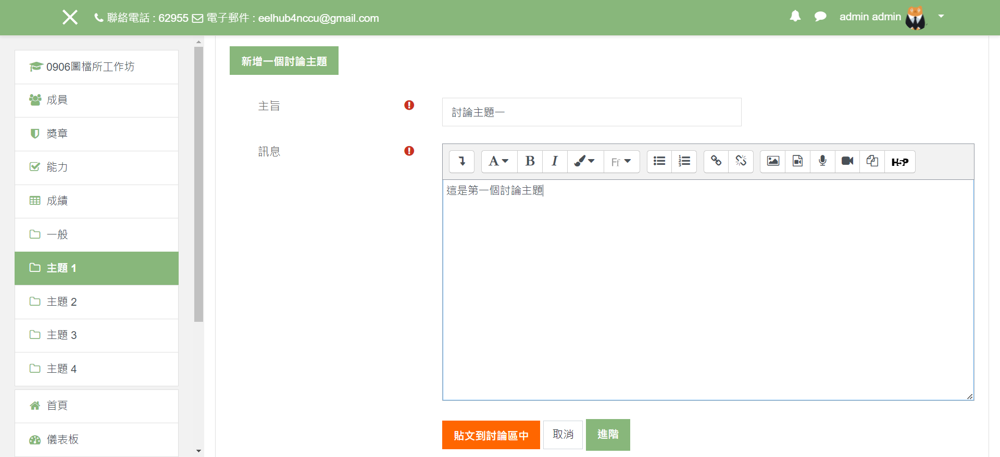 聯絡電話 : 62955 電子郵件 : eelhub4nccu@gmail.com
admin admin
0906圖檔所工作坊
成員
獎章
能力
成績
一般
主題 1
主題 2
主題 3
主題 4
首頁
儀表板
新增一個討論主題
主旨
討論主題一
訊息
A B I Ff H5P
這是第一個討論主題
貼文到討論區中 取消 進階